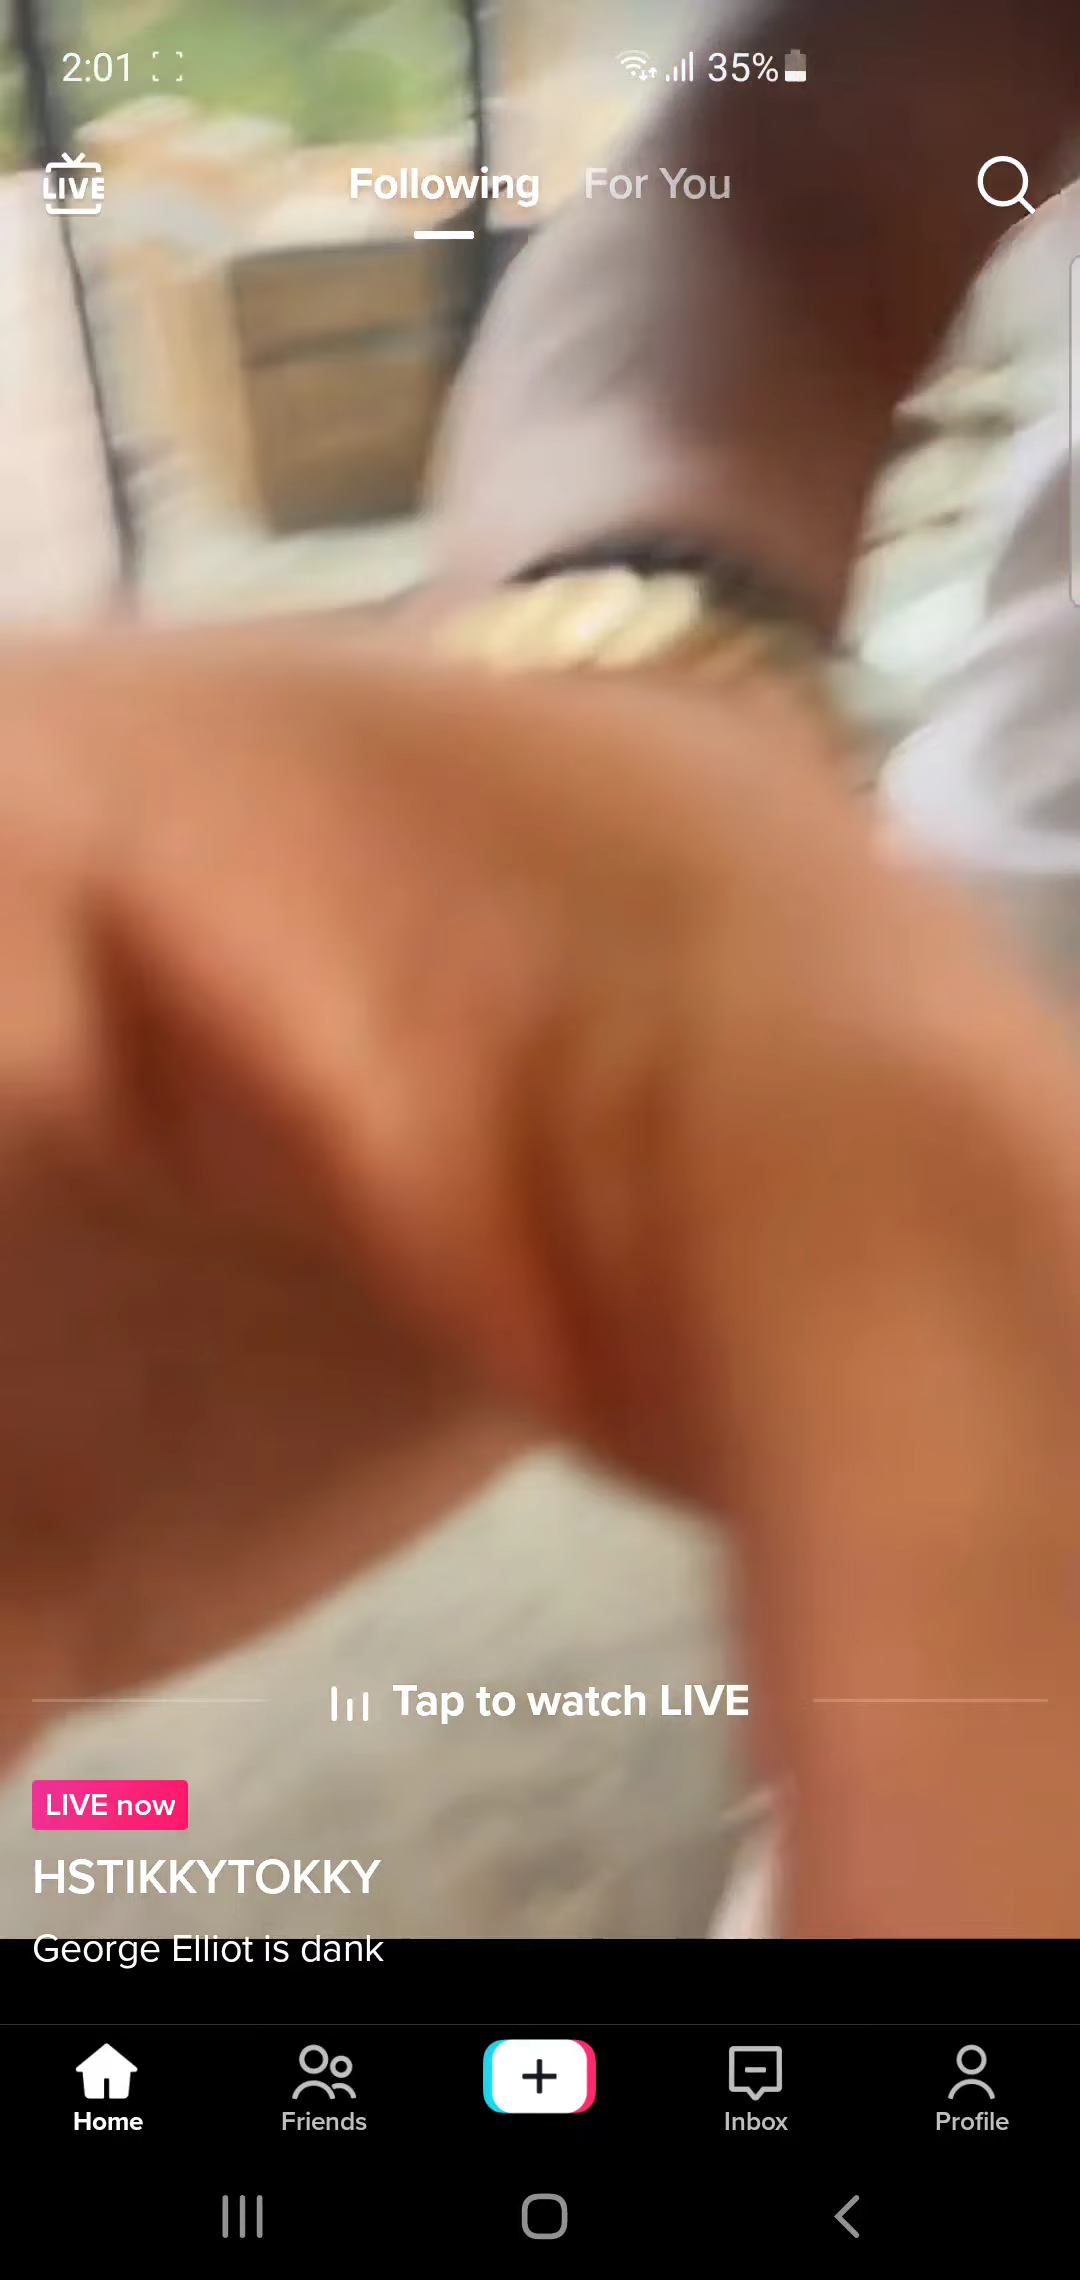 2:01 35%
LIVE Following For You
Tap to watch LIVE
LIVE now
HSTIKKYTOKKY
George Elliot is dank
Home Friends Inbox Profile